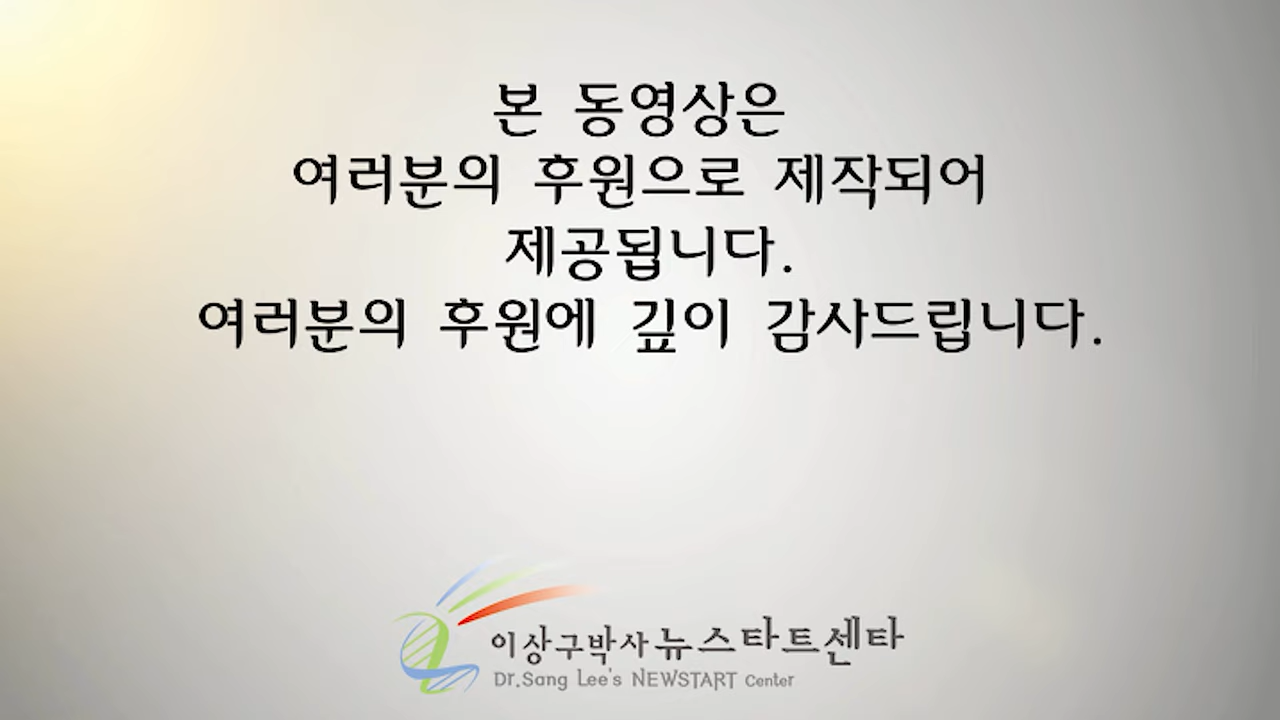 본 동영상은
여러분의 후원으로 제작되어
제공됩니다.
여러분의 후원에 깊이 감사드립니다.
이상구박사 뉴스타트센타
Dr.Sang Lee's NEWSTART Center